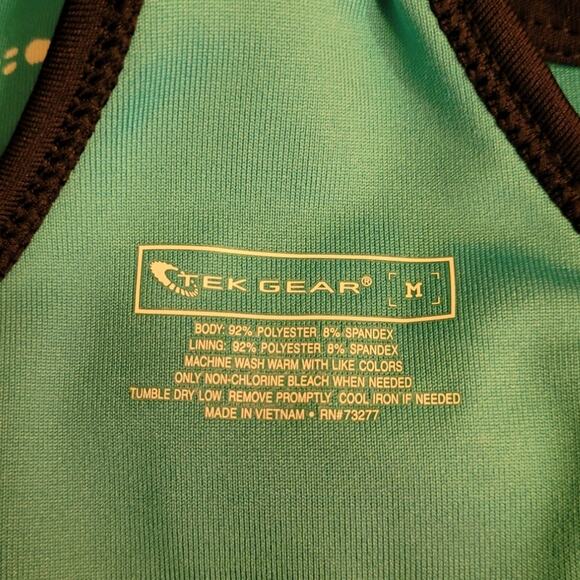 TEK GEAR® M
BODY: 92% POLYESTER 8% SPANDEX
LINING: 92% POLYESTER 8% SPANDEX
MACHINE WASH WARM WITH LIKE COLORS
ONLY NON-CHLORINE BLEACH WHEN NEEDED
TUMBLE DRY LOW REMOVE PROMPTLY COOL IRON IF NEEDED
MADE IN VIETNAM • RN#73277